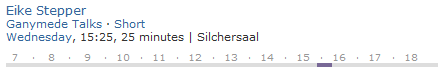 Eike Stepper
Ganymede Talks · Short
Wednesday, 15:25, 25 minutes | Silchersaal
7 · 8 · 9 · 10 · 11 · 12 · 13 · 14 · 15 · 16 · 17 · 18